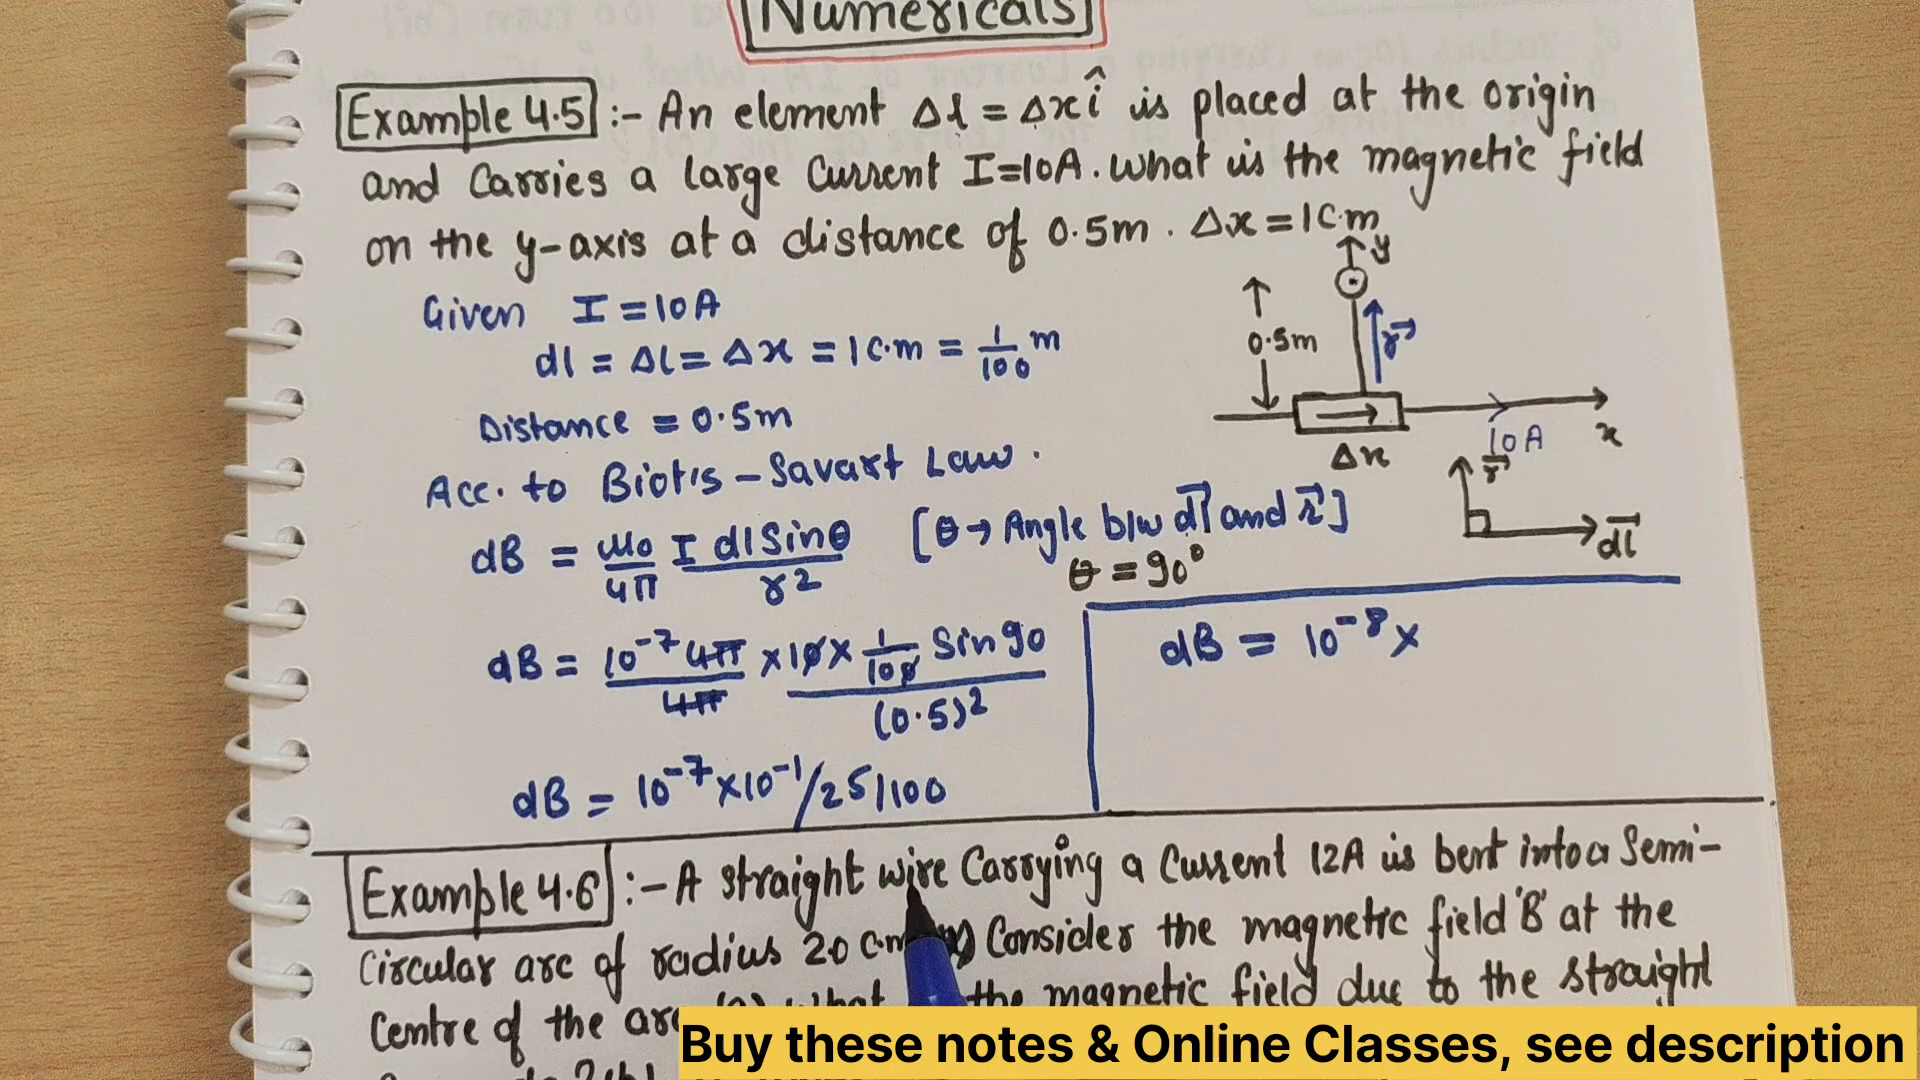 Numericals
Example 4.5 :- An element Δl = Δx î is placed at the origin
and Carries a large Current I=10A. What is the magnetic field
on the y-axis at a distance of 0.5m. Δx = 1C.m
Given I = 10A
dl = Δl = Δx = 1C.m = 1/100 m
Distance = 0.5m
Acc. to Biot's-Savart Law.
dB = μ0/4π I dl Sinθ/r2 [θ→ Angle b/w dl⃗ and r⃗]
θ = 90°
dB = 10-7 4π/4π × 10 × 1/100 Sin90/(0.5)2
dB = 10-7 × 10-1/25/100
y
0.5m
r⃗
10A
x
Δx
r⃗
dl⃗
dB = 10-8 ×
Example 4.6 :- A straight wire Carrying a Current 12A is bent into a Semi-
Circular arc of radius 20 C.m Consider the magnetic field 'B' at the
Centre of the arc (a) what the magnetic field due to the straight
Buy these notes & Online Classes, see description